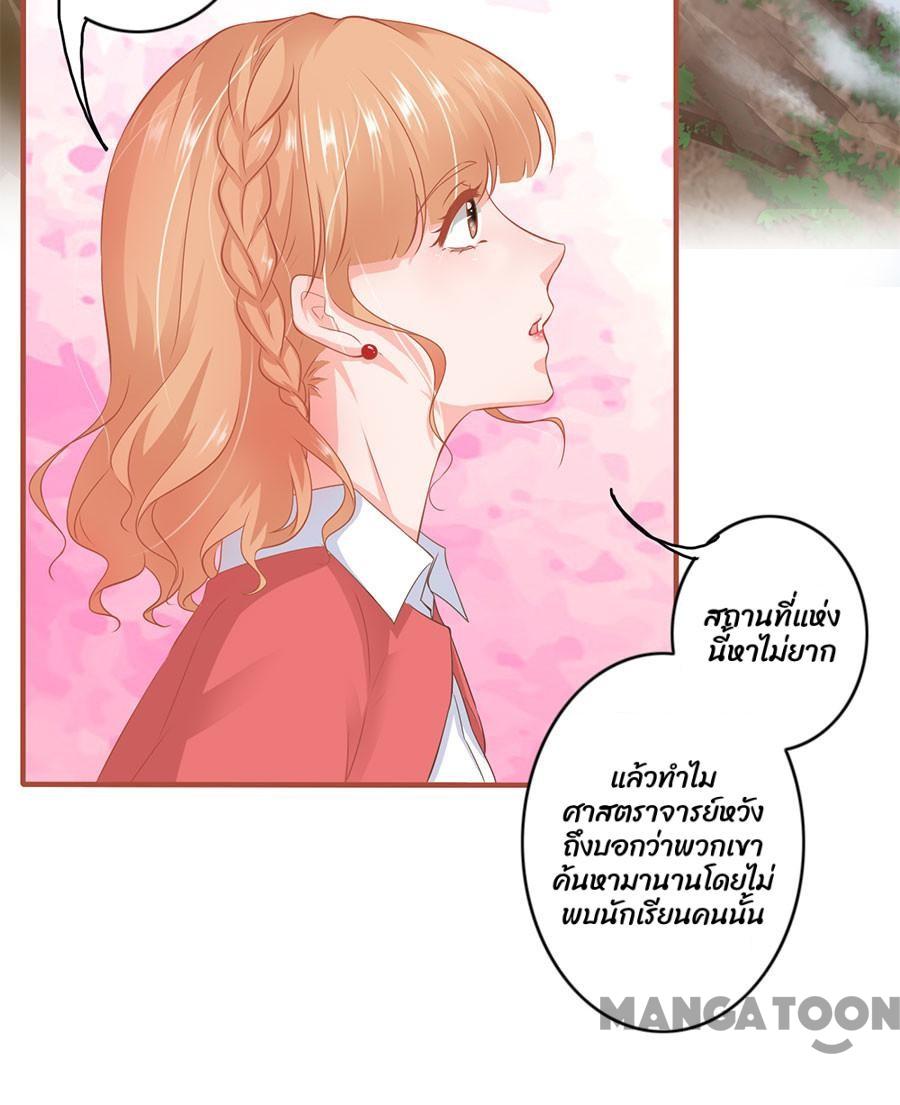 สถานที่แห่ง
นี้หาไม่ยาก
แล้วทำไม
ศาสตราจารย์หวัง
ถึงบอกว่าพวกเขา
ค้นหามานานโดยไม่
พบนักเรียนคนนั้น
MANGATOON